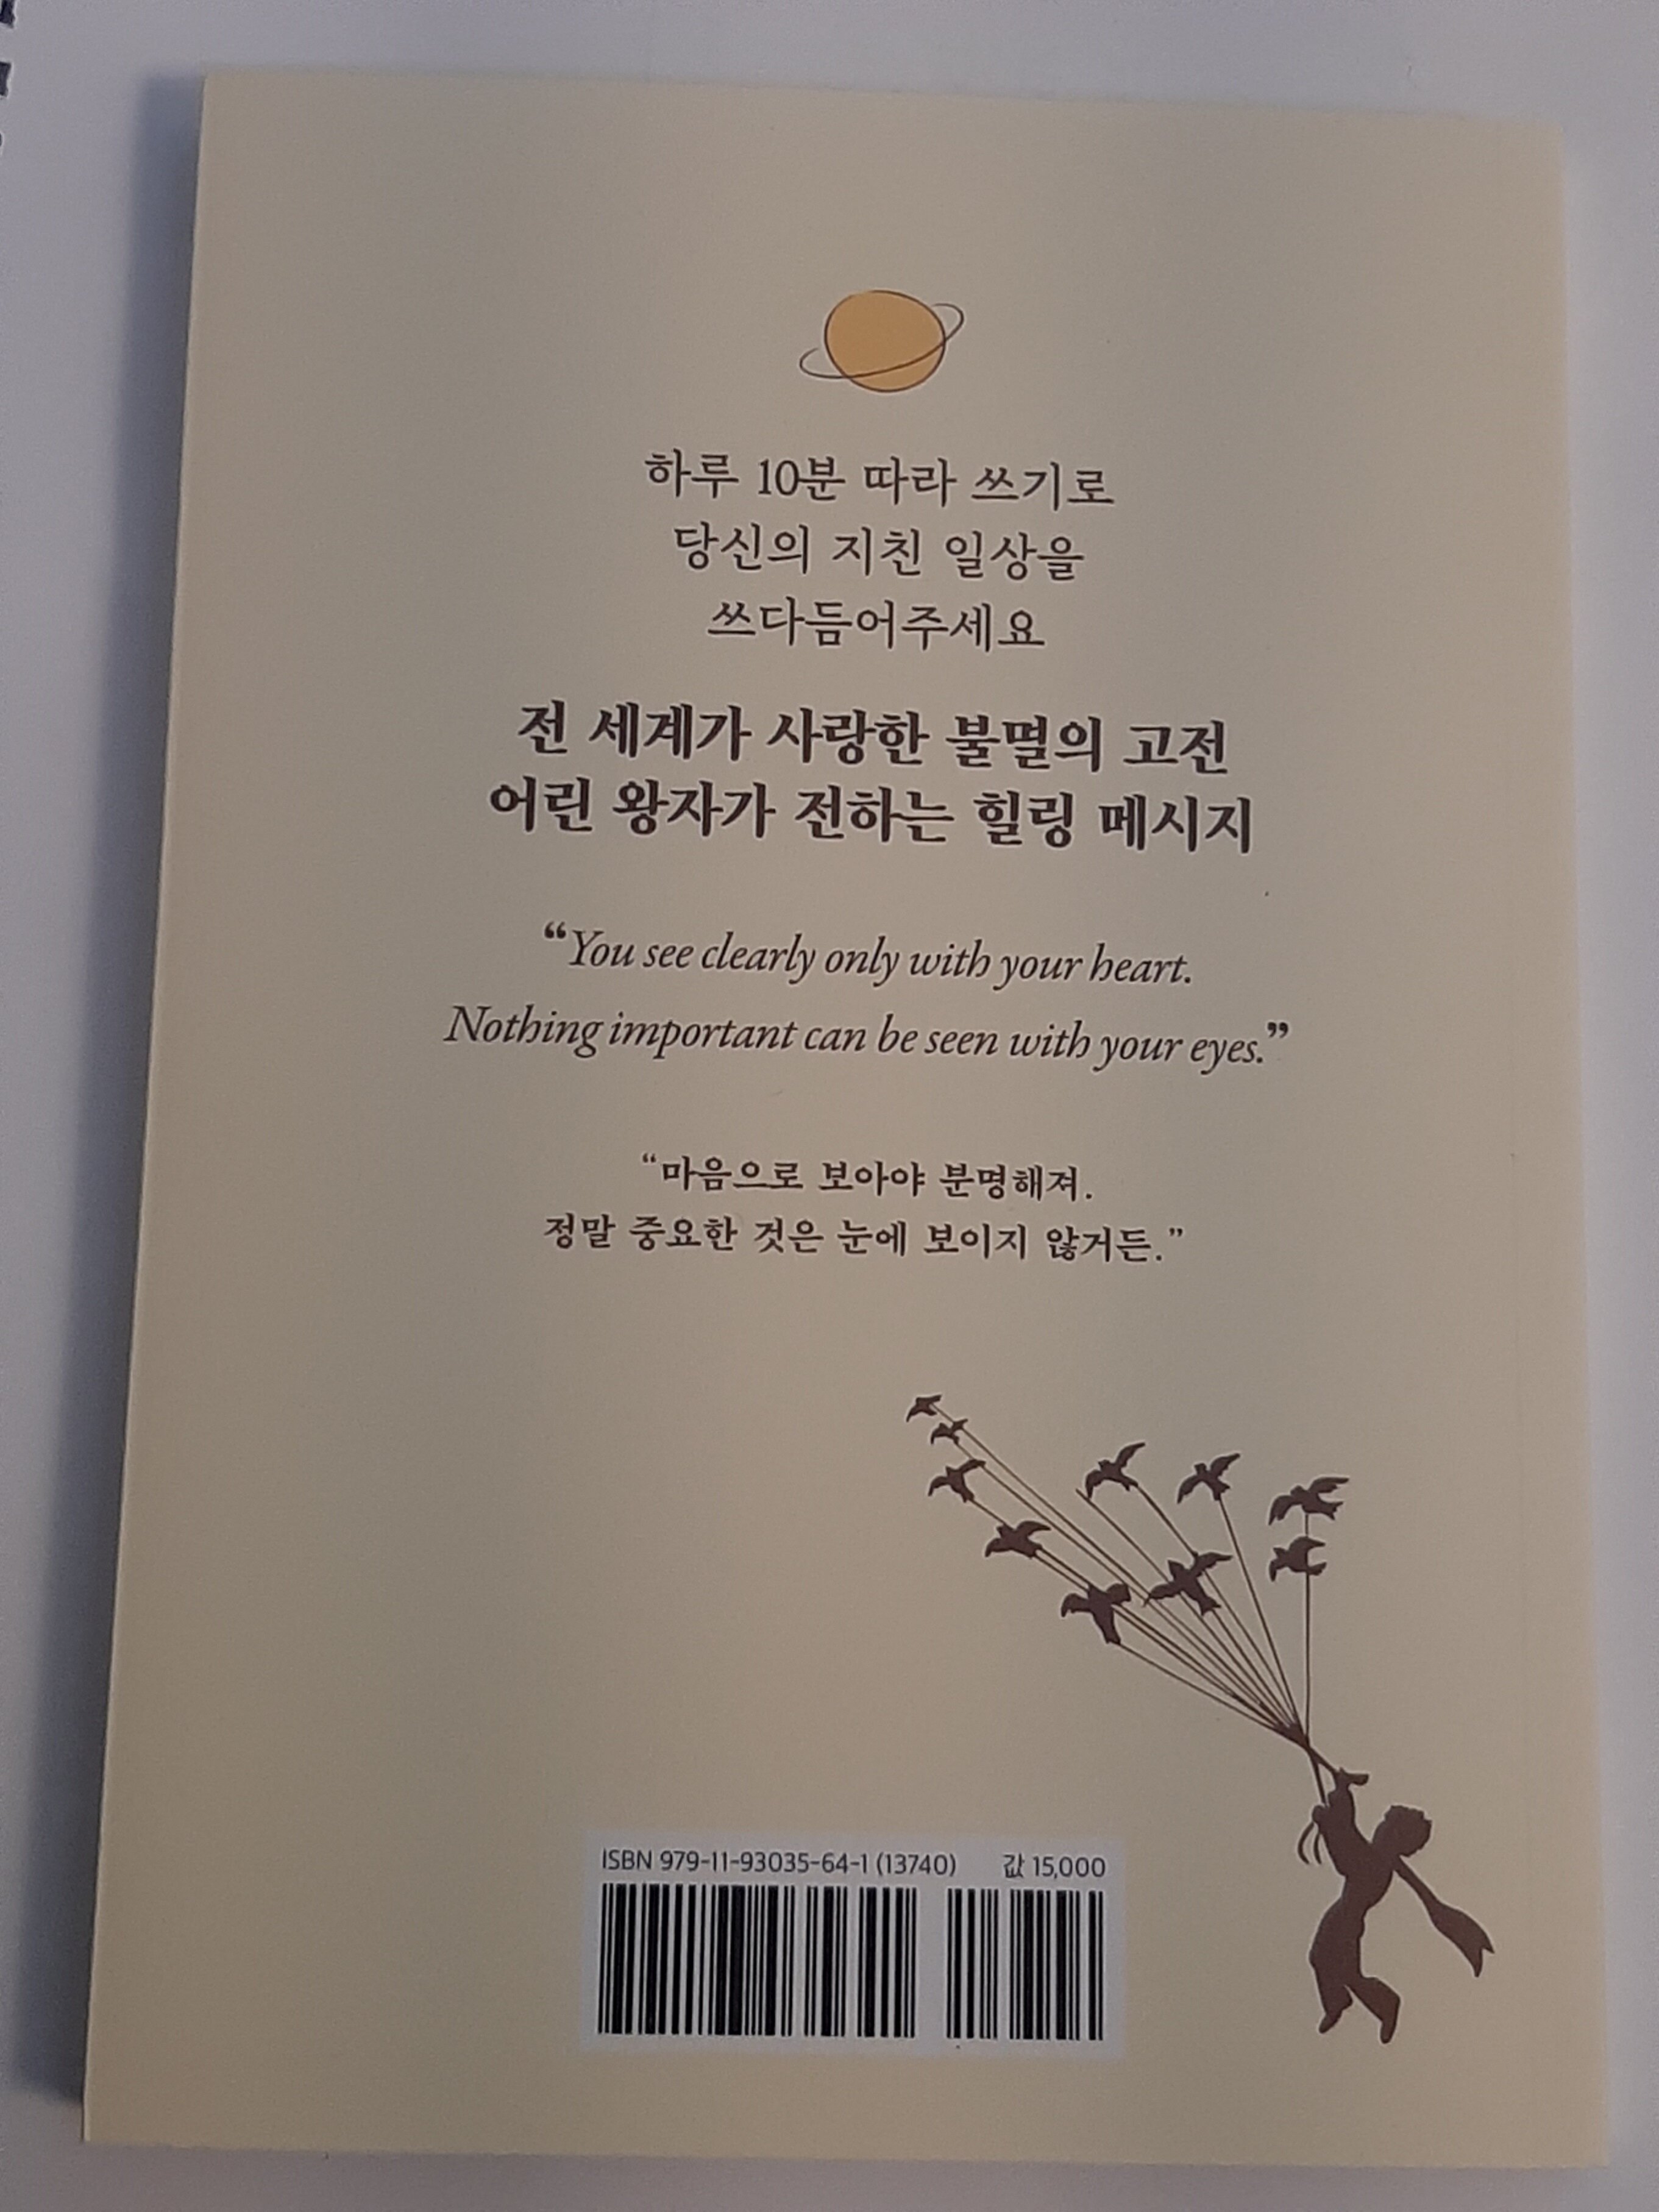 하루 10분 따라 쓰기로
당신의 지친 일상을
쓰다듬어주세요
전 세계가 사랑한 불멸의 고전
어린 왕자가 전하는 힐링 메시지
“You see clearly only with your heart.
Nothing important can be seen with your eyes.”
“마음으로 보아야 분명해져.
정말 중요한 것은 눈에 보이지 않거든.”
ISBN 979-11-93035-64-1 (13740) 값 15,000